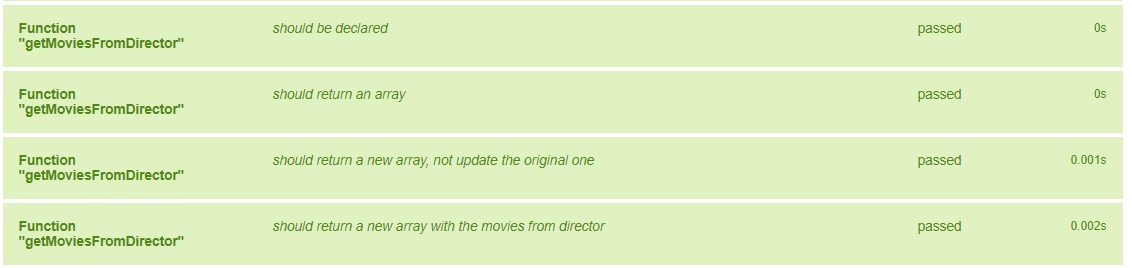 Function should be declared passed 0s
"getMoviesFromDirector"
Function should return an array passed 0s
"getMoviesFromDirector"
Function should return a new array, not update the original one passed 0.001s
"getMoviesFromDirector"
Function should return a new array with the movies from director passed 0.002s
"getMoviesFromDirector"